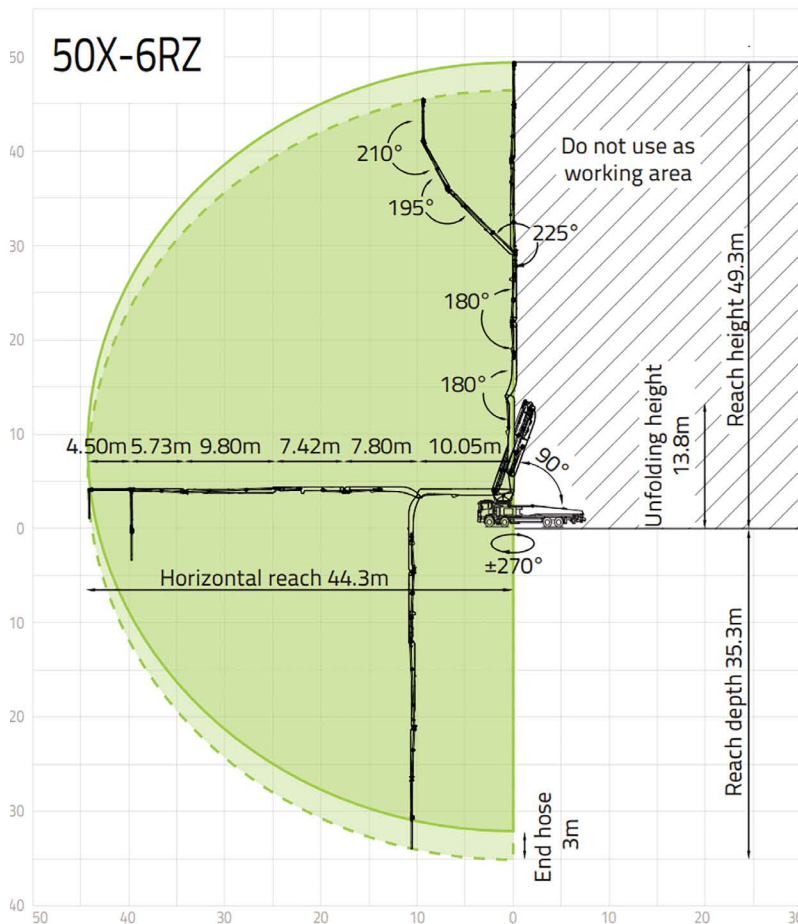 50X-6RZ
50
40
30
20
10
0
10
20
30
40
210°
195°
225°
180°
180°
Do not use as
working area
Reach height 49.3m
Unfolding height
13.8m
4.50m
5.73m
9.80m
7.42m
7.80m
10.05m
90°
±270°
Horizontal reach 44.3m
Reach depth 35.3m
End hose
3m
50
40
30
20
10
0
10
20
30